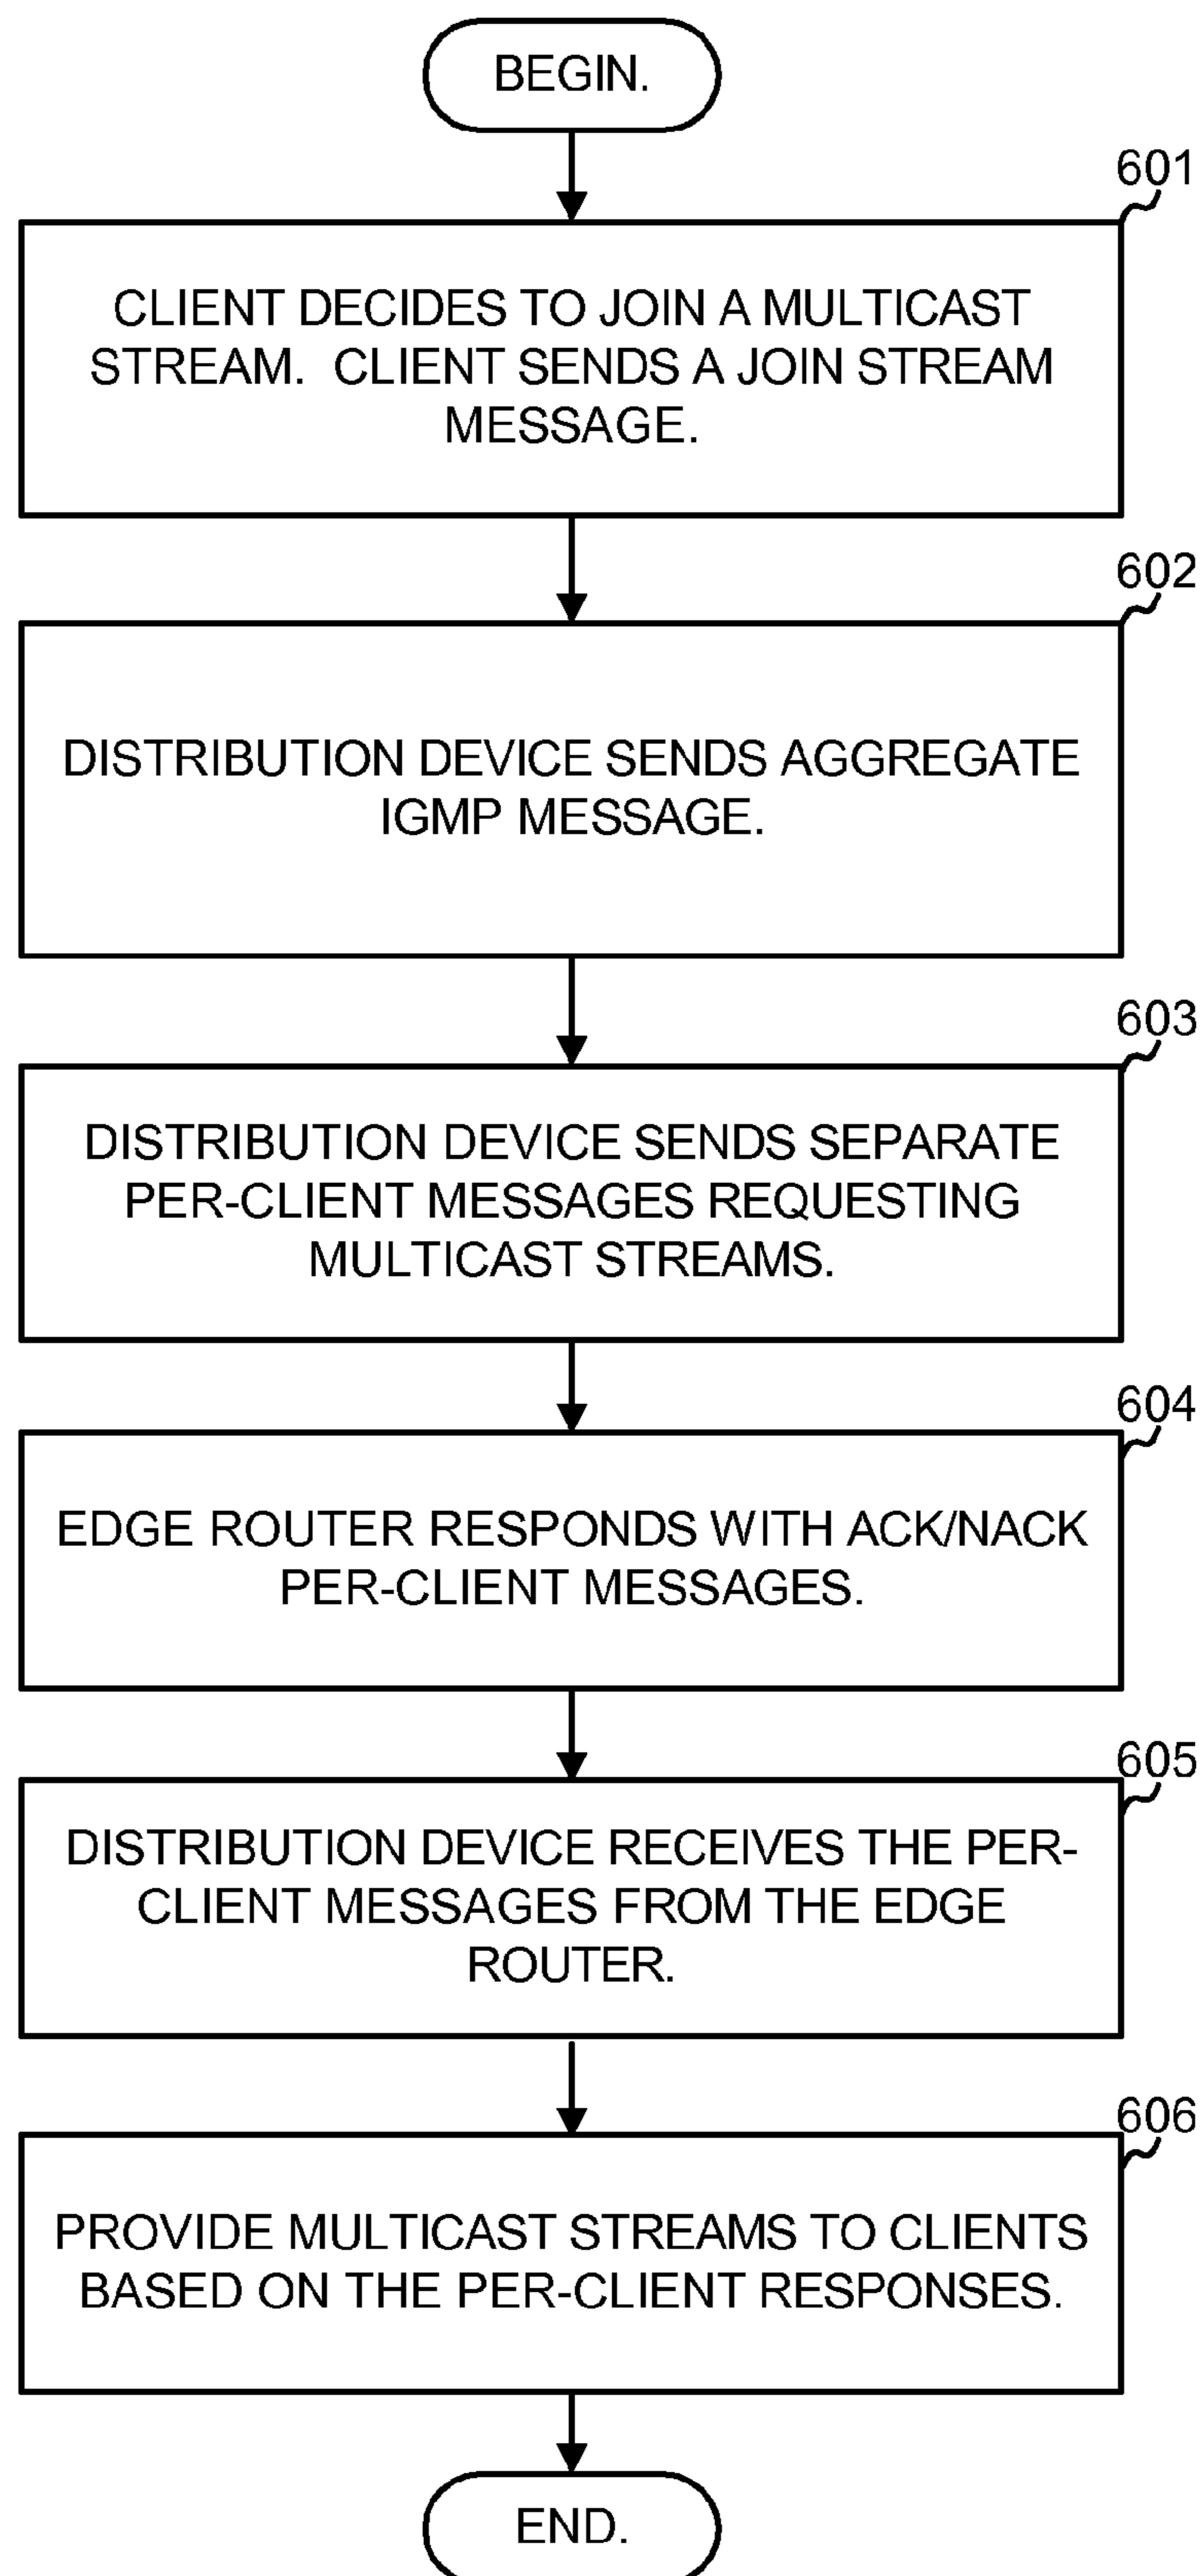 BEGIN.
601
CLIENT DECIDES TO JOIN A MULTICAST
STREAM. CLIENT SENDS A JOIN STREAM
MESSAGE.
602
DISTRIBUTION DEVICE SENDS AGGREGATE
IGMP MESSAGE.
603
DISTRIBUTION DEVICE SENDS SEPARATE
PER-CLIENT MESSAGES REQUESTING
MULTICAST STREAMS.
604
EDGE ROUTER RESPONDS WITH ACK/NACK
PER-CLIENT MESSAGES.
605
DISTRIBUTION DEVICE RECEIVES THE PER-
CLIENT MESSAGES FROM THE EDGE
ROUTER.
606
PROVIDE MULTICAST STREAMS TO CLIENTS
BASED ON THE PER-CLIENT RESPONSES.
END.